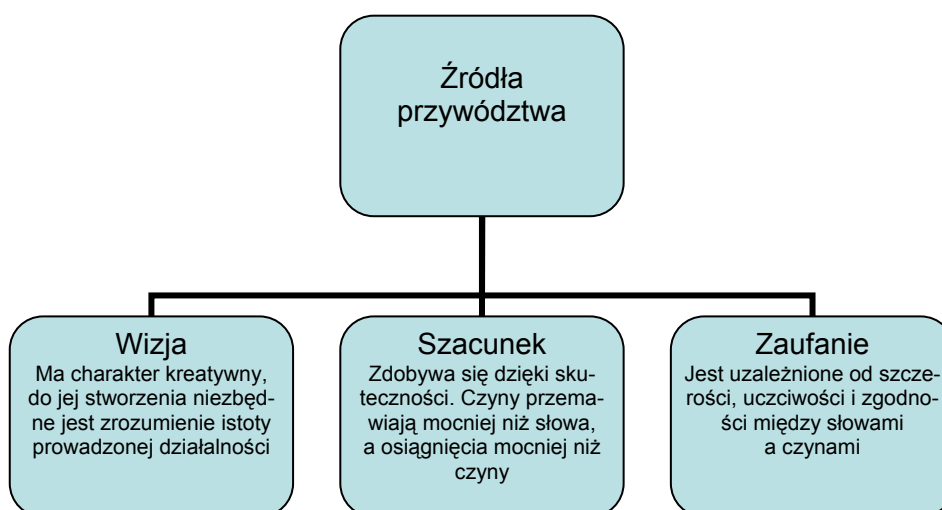 Źródła
przywództwa
Wizja
Ma charakter kreatywny,
do jej stworzenia niezbęd-
ne jest zrozumienie istoty
prowadzonej działalności
Szacunek
Zdobywa się dzięki sku-
teczności. Czyny przema-
wiają mocniej niż słowa,
a osiągnięcia mocniej niż
czyny
Zaufanie
Jest uzależnione od szcze-
rości, uczciwości i zgodno-
ści między słowami
a czynami